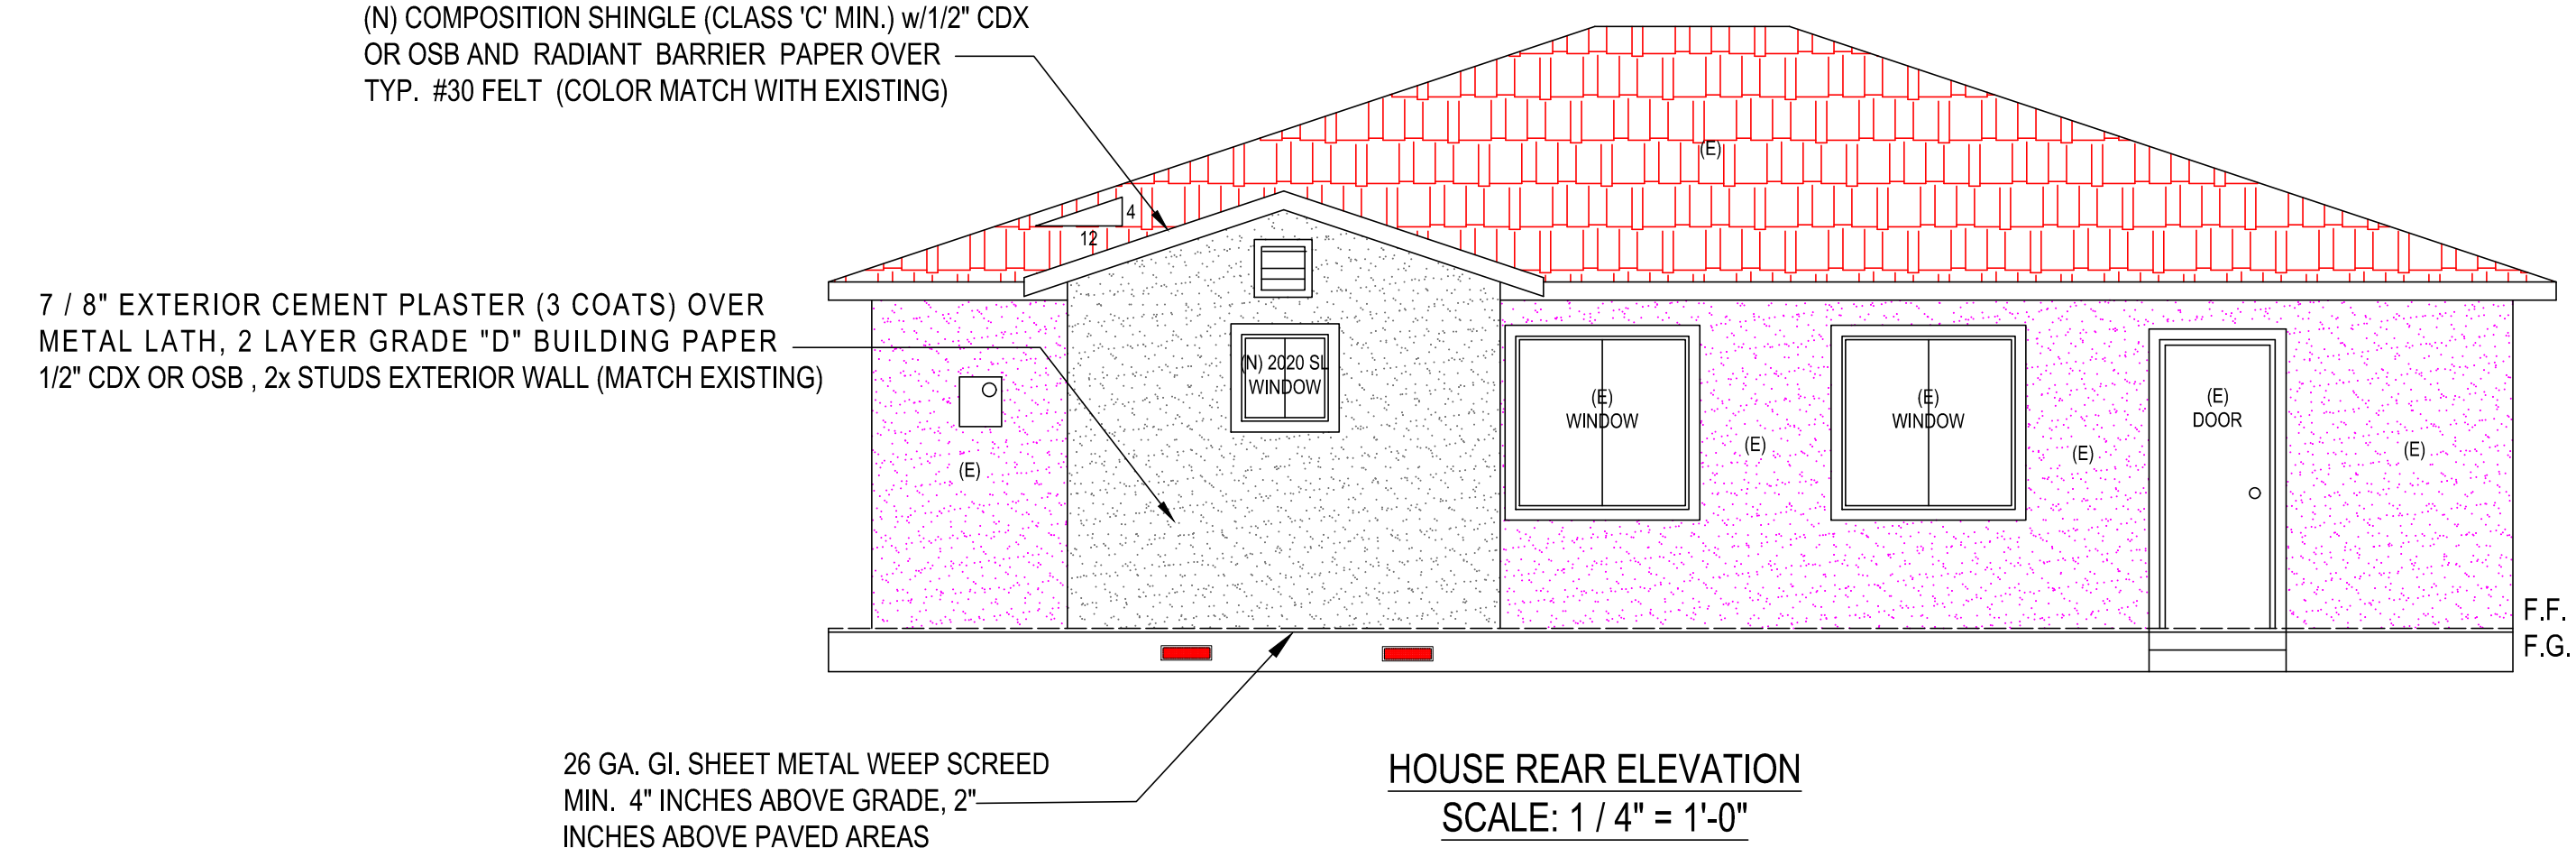 (N) COMPOSITION SHINGLE (CLASS 'C' MIN.) w/1/2" CDX
OR OSB AND RADIANT BARRIER PAPER OVER
TYP. #30 FELT (COLOR MATCH WITH EXISTING)
(E)
4
12
7 / 8" EXTERIOR CEMENT PLASTER (3 COATS) OVER
METAL LATH, 2 LAYER GRADE "D" BUILDING PAPER
1/2" CDX OR OSB , 2x STUDS EXTERIOR WALL (MATCH EXISTING)
(E)
(N) 2020 SL
WINDOW
(E)
WINDOW
(E)
(E)
WINDOW
(E)
(E)
DOOR
(E)
F.F.
F.G.
26 GA. GI. SHEET METAL WEEP SCREED
MIN. 4" INCHES ABOVE GRADE, 2"
INCHES ABOVE PAVED AREAS
HOUSE REAR ELEVATION
SCALE: 1 / 4" = 1'-0"